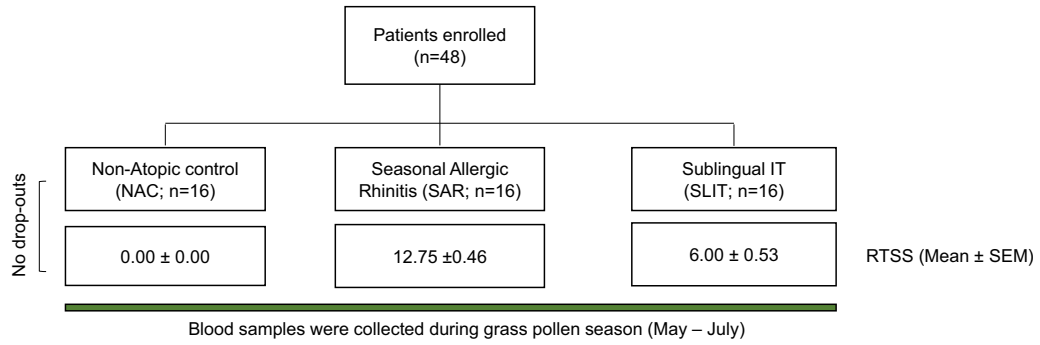 Patients enrolled
(n=48)
Non-Atopic control
(NAC; n=16)
Seasonal Allergic
Rhinitis (SAR; n=16)
Sublingual IT
(SLIT; n=16)
No drop-outs
0.00 ± 0.00
12.75 ±0.46
6.00 ± 0.53
RTSS (Mean ± SEM)
Blood samples were collected during grass pollen season (May – July)